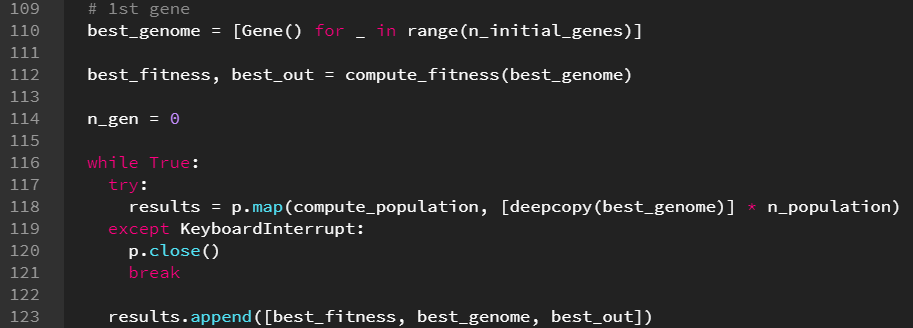 109 # 1st gene
110 best_genome = [Gene() for _ in range(n_initial_genes)]
111
112 best_fitness, best_out = compute_fitness(best_genome)
113
114 n_gen = 0
115
116 while True:
117 try:
118 results = p.map(compute_population, [deepcopy(best_genome)] * n_population)
119 except KeyboardInterrupt:
120 p.close()
121 break
122
123 results.append([best_fitness, best_genome, best_out])